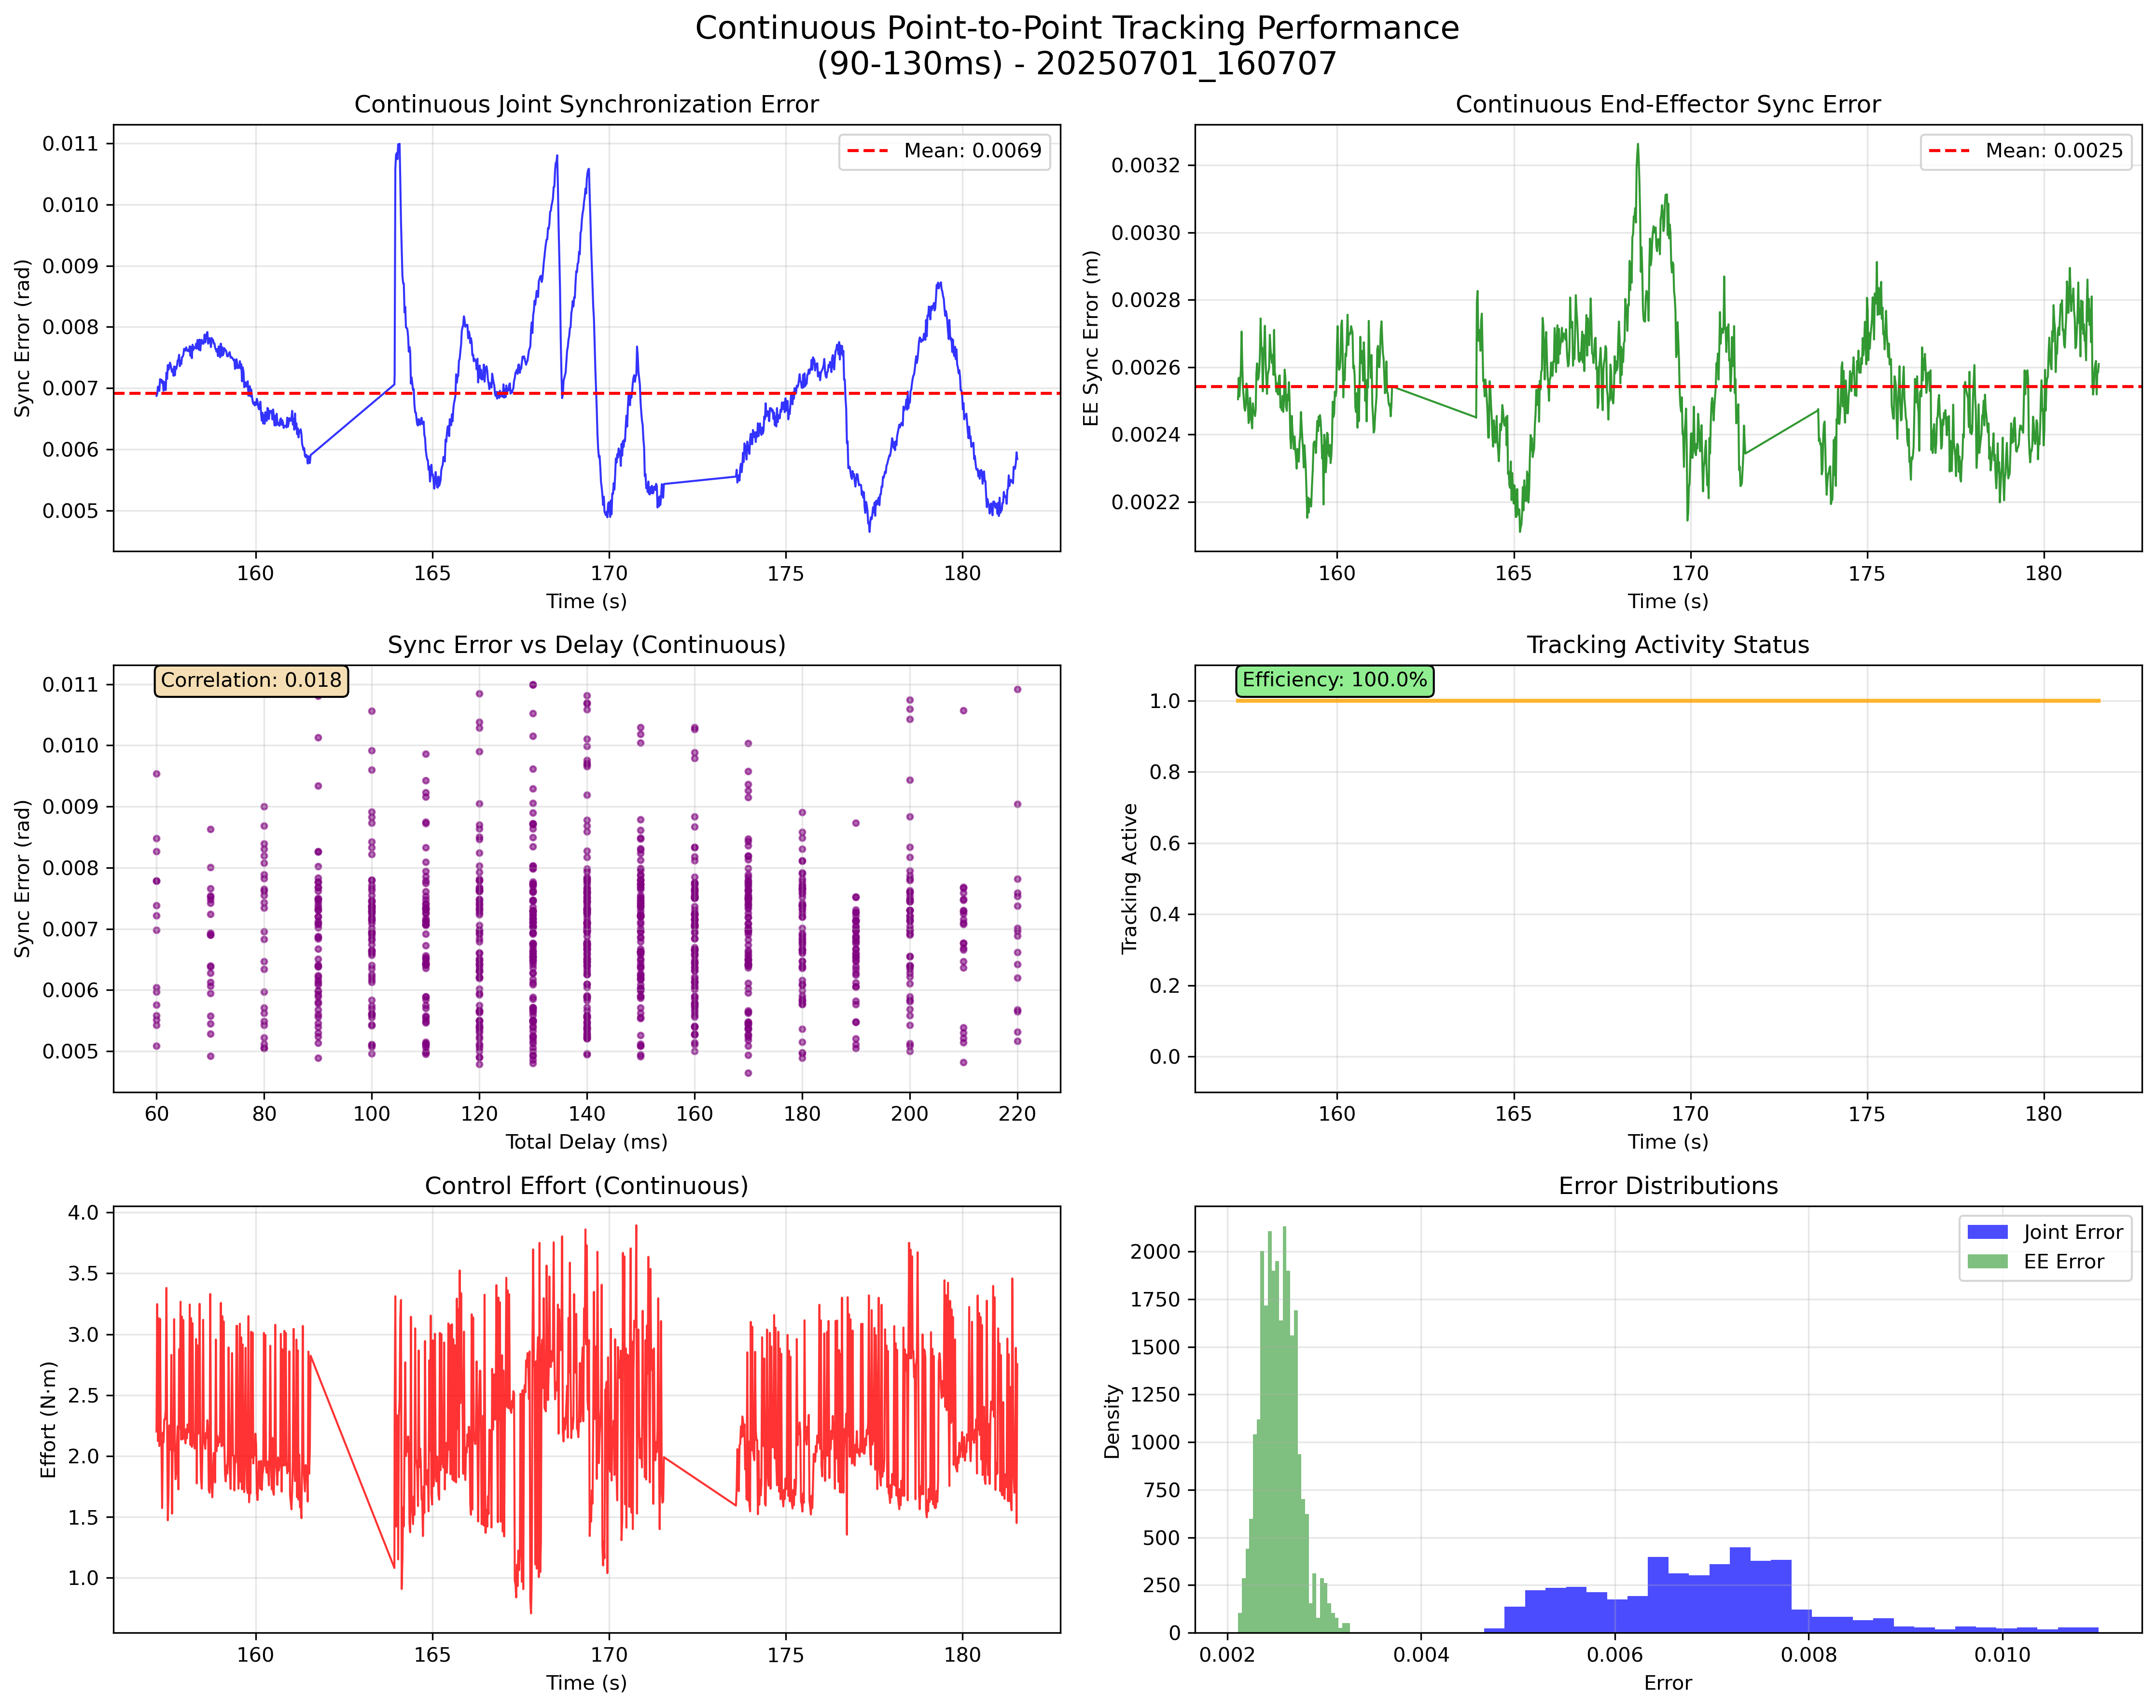 Continuous Point-to-Point Tracking Performance
(90-130ms) - 20250701_160707
Continuous Joint Synchronization Error
Sync Error (rad)
0.011
0.010
0.009
0.008
0.007
0.006
0.005
Mean: 0.0069
160
165
170
175
180
Time (s)
Continuous End-Effector Sync Error
EE Sync Error (m)
0.0032
0.0030
0.0028
0.0026
0.0024
0.0022
Mean: 0.0025
160
165
170
175
180
Time (s)
Sync Error vs Delay (Continuous)
Sync Error (rad)
0.011
0.010
0.009
0.008
0.007
0.006
0.005
Correlation: 0.018
60
80
100
120
140
160
180
200
220
Total Delay (ms)
Tracking Activity Status
Tracking Active
1.0
0.8
0.6
0.4
0.2
0.0
Efficiency: 100.0%
160
165
170
175
180
Time (s)
Control Effort (Continuous)
Effort (N·m)
4.0
3.5
3.0
2.5
2.0
1.5
1.0
160
165
170
175
180
Time (s)
Error Distributions
Density
2000
1750
1500
1250
1000
750
500
250
0
Joint Error
EE Error
0.002
0.004
0.006
0.008
0.010
Error